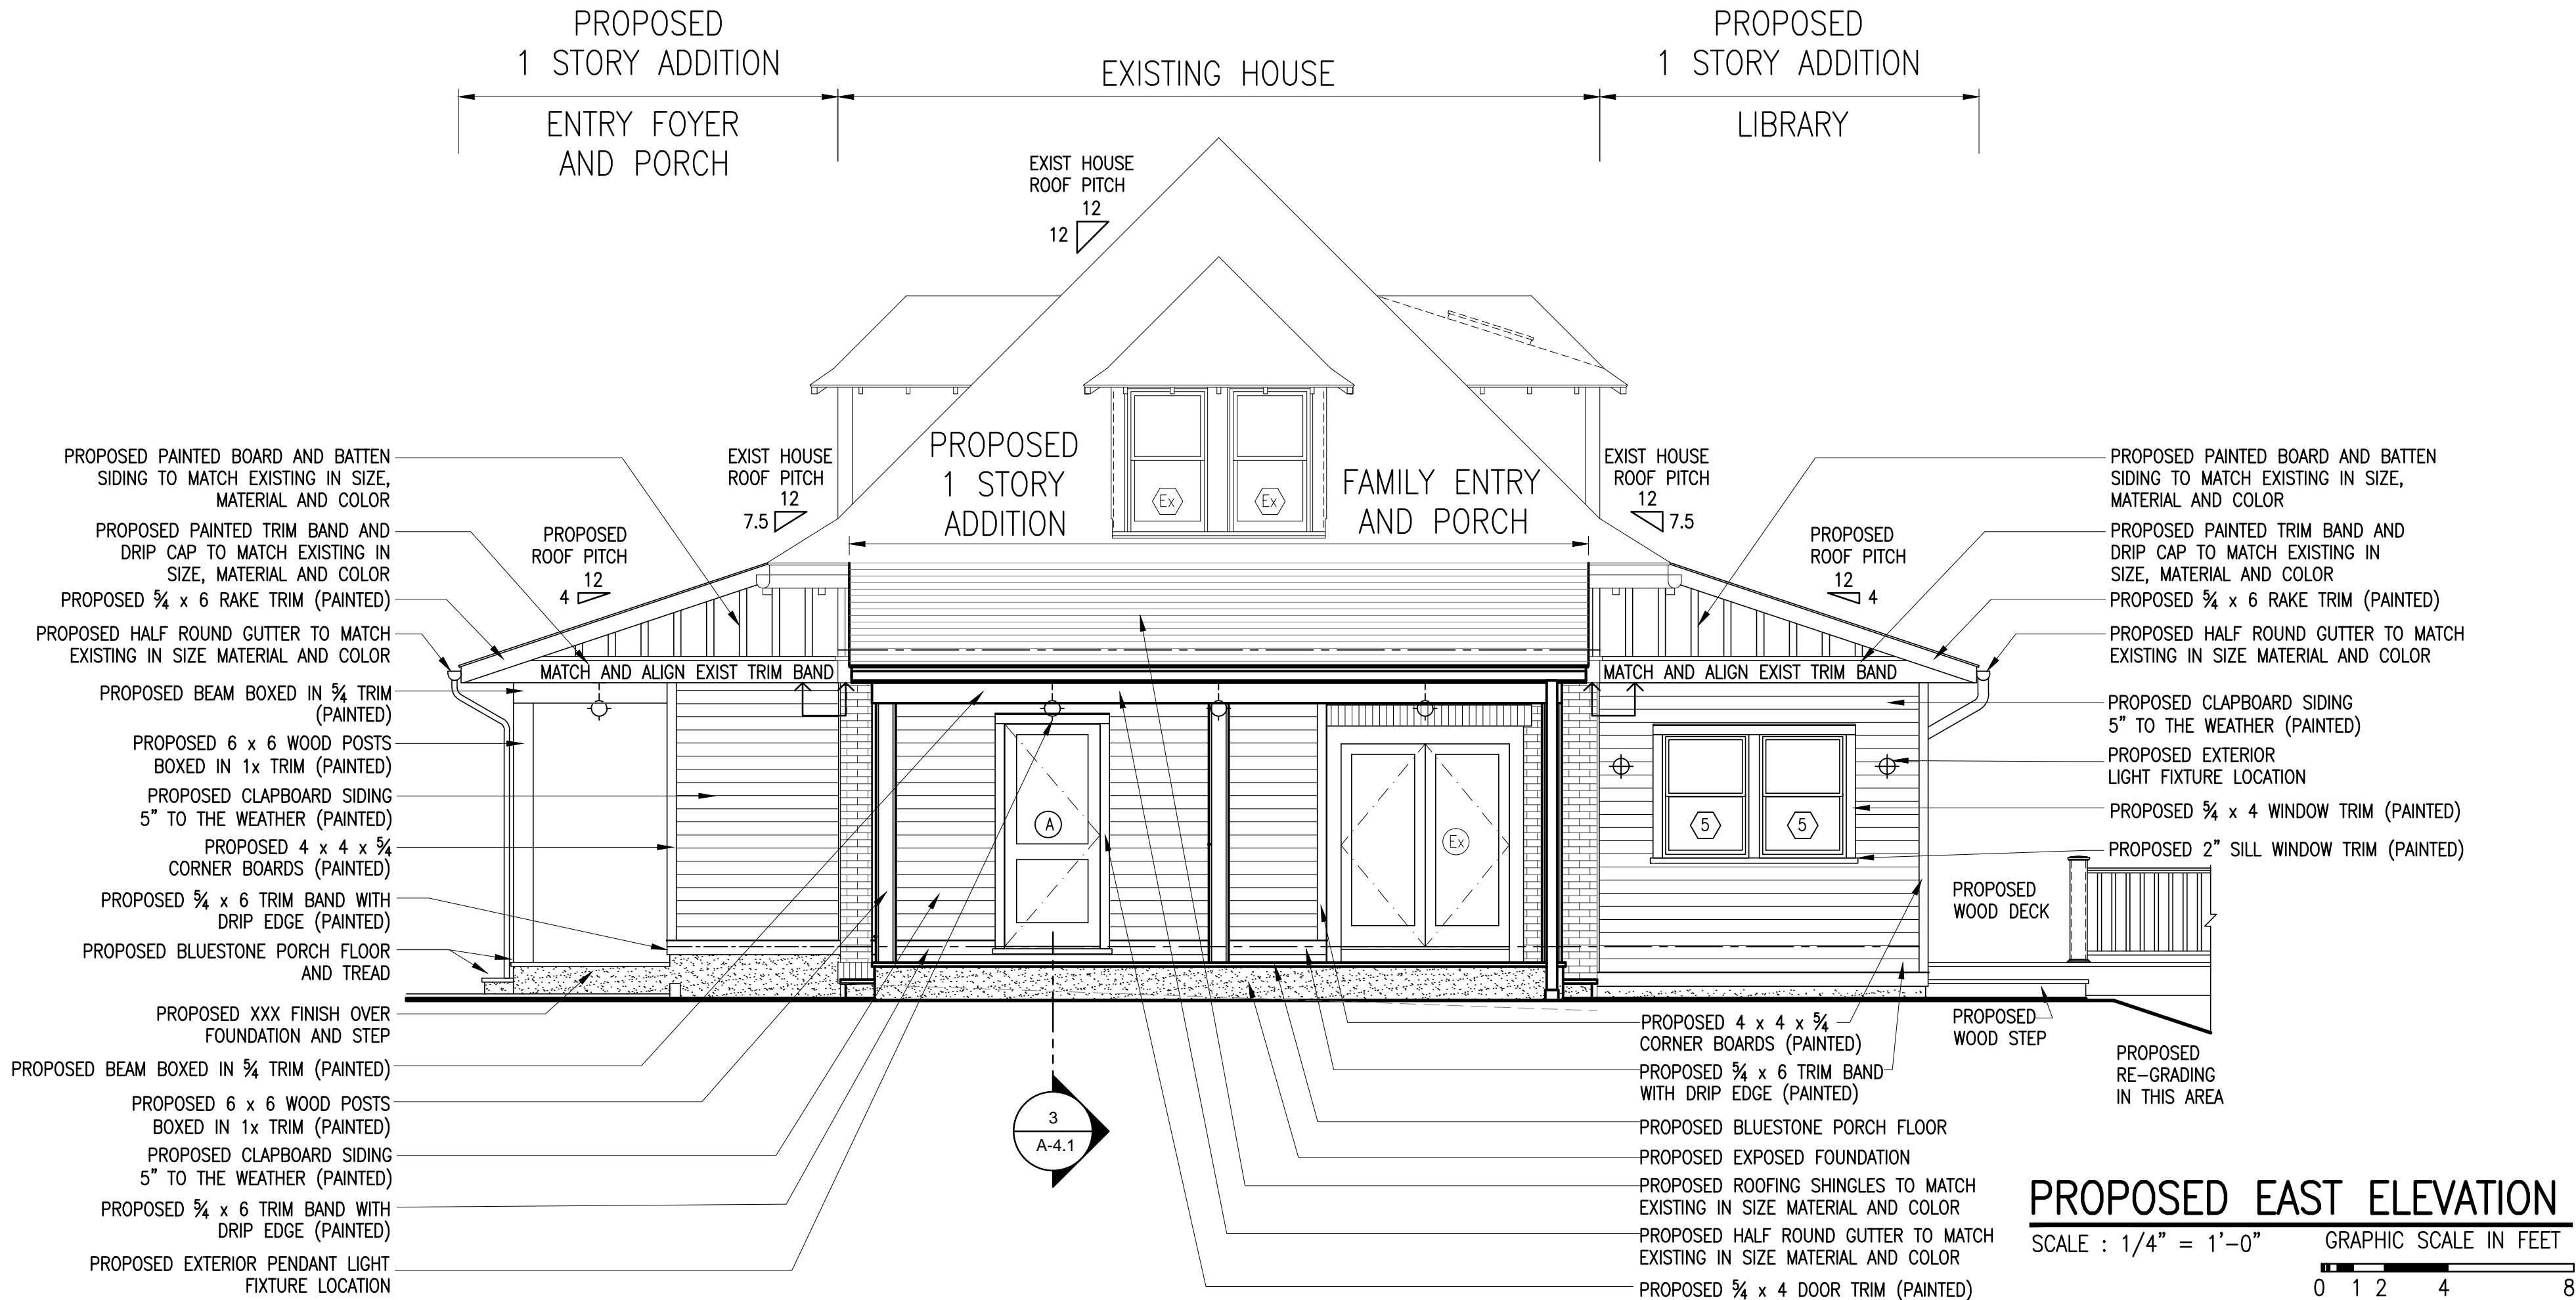 PROPOSED
1 STORY ADDITION
ENTRY FOYER
AND PORCH
EXISTING HOUSE
PROPOSED
1 STORY ADDITION
LIBRARY
EXIST HOUSE
ROOF PITCH
12
12
PROPOSED
1 STORY
ADDITION
FAMILY ENTRY
AND PORCH
Ex
Ex
EXIST HOUSE
ROOF PITCH
12
7.5
EXIST HOUSE
ROOF PITCH
12
7.5
PROPOSED
ROOF PITCH
12
4
PROPOSED
ROOF PITCH
12
4
PROPOSED PAINTED BOARD AND BATTEN
SIDING TO MATCH EXISTING IN SIZE,
MATERIAL AND COLOR
PROPOSED PAINTED TRIM BAND AND
DRIP CAP TO MATCH EXISTING IN
SIZE, MATERIAL AND COLOR
PROPOSED 5/4 x 6 RAKE TRIM (PAINTED)
PROPOSED HALF ROUND GUTTER TO MATCH
EXISTING IN SIZE MATERIAL AND COLOR
PROPOSED BEAM BOXED IN 5/4 TRIM
(PAINTED)
PROPOSED 6 x 6 WOOD POSTS
BOXED IN 1x TRIM (PAINTED)
PROPOSED CLAPBOARD SIDING
5" TO THE WEATHER (PAINTED)
PROPOSED 4 x 4 x 5/4
CORNER BOARDS (PAINTED)
PROPOSED 5/4 x 6 TRIM BAND WITH
DRIP EDGE (PAINTED)
PROPOSED BLUESTONE PORCH FLOOR
AND TREAD
PROPOSED XXX FINISH OVER
FOUNDATION AND STEP
PROPOSED BEAM BOXED IN 5/4 TRIM (PAINTED)
PROPOSED 6 x 6 WOOD POSTS
BOXED IN 1x TRIM (PAINTED)
PROPOSED CLAPBOARD SIDING
5" TO THE WEATHER (PAINTED)
PROPOSED 5/4 x 6 TRIM BAND WITH
DRIP EDGE (PAINTED)
PROPOSED EXTERIOR PENDANT LIGHT
FIXTURE LOCATION
MATCH AND ALIGN EXIST TRIM BAND
MATCH AND ALIGN EXIST TRIM BAND
A
Ex
5
5
3
A-4.1
PROPOSED PAINTED BOARD AND BATTEN
SIDING TO MATCH EXISTING IN SIZE,
MATERIAL AND COLOR
PROPOSED PAINTED TRIM BAND AND
DRIP CAP TO MATCH EXISTING IN
SIZE, MATERIAL AND COLOR
PROPOSED 5/4 x 6 RAKE TRIM (PAINTED)
PROPOSED HALF ROUND GUTTER TO MATCH
EXISTING IN SIZE MATERIAL AND COLOR
PROPOSED CLAPBOARD SIDING
5" TO THE WEATHER (PAINTED)
PROPOSED EXTERIOR
LIGHT FIXTURE LOCATION
PROPOSED 5/4 x 4 WINDOW TRIM (PAINTED)
PROPOSED 2" SILL WINDOW TRIM (PAINTED)
PROPOSED
WOOD DECK
PROPOSED
WOOD STEP
PROPOSED
RE-GRADING
IN THIS AREA
PROPOSED 4 x 4 x 5/4
CORNER BOARDS (PAINTED)
PROPOSED 5/4 x 6 TRIM BAND
WITH DRIP EDGE (PAINTED)
PROPOSED BLUESTONE PORCH FLOOR
PROPOSED EXPOSED FOUNDATION
PROPOSED ROOFING SHINGLES TO MATCH
EXISTING IN SIZE MATERIAL AND COLOR
PROPOSED HALF ROUND GUTTER TO MATCH
EXISTING IN SIZE MATERIAL AND COLOR
PROPOSED 5/4 x 4 DOOR TRIM (PAINTED)
PROPOSED EAST ELEVATION
SCALE : 1/4" = 1'-0"
GRAPHIC SCALE IN FEET
0 1 2 4 8